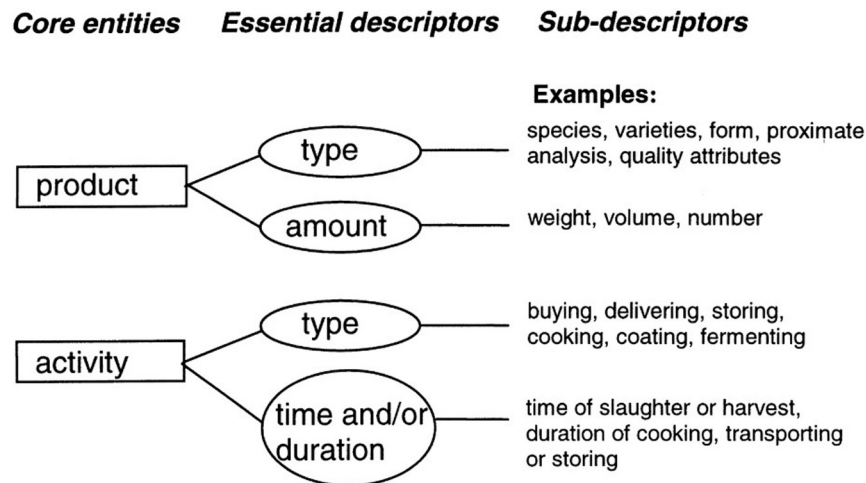 Core entities Essential descriptors Sub-descriptors
Examples:
product
type
species, varieties, form, proximate
analysis, quality attributes
amount
weight, volume, number
activity
type
buying, delivering, storing,
cooking, coating, fermenting
time and/or
duration
time of slaughter or harvest,
duration of cooking, transporting
or storing